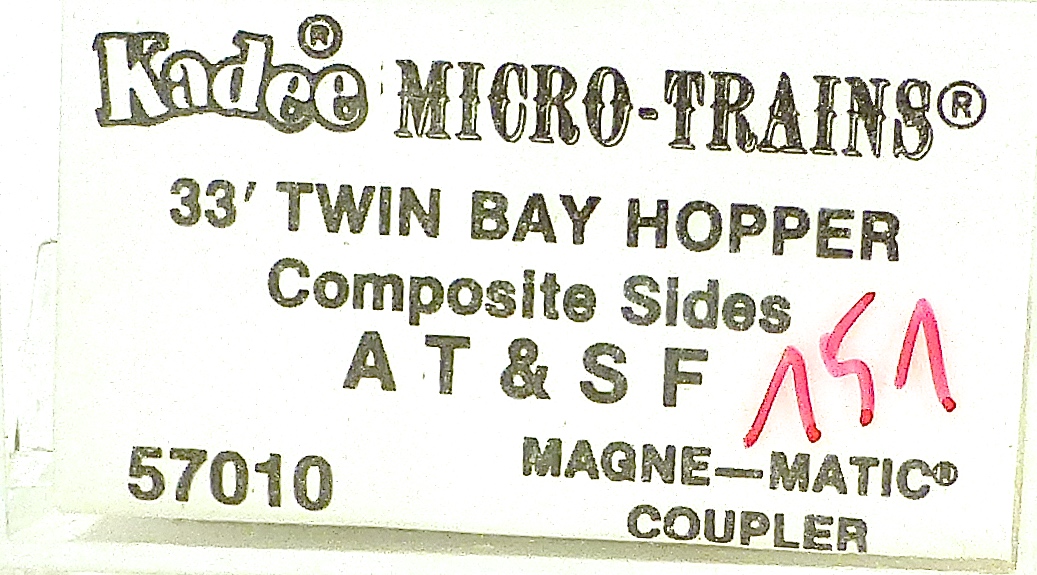 Kadee® MICRO-TRAINS®
33' TWIN BAY HOPPER
Composite Sides
A T & S F
151
57010
MAGNE—MATIC®
COUPLER